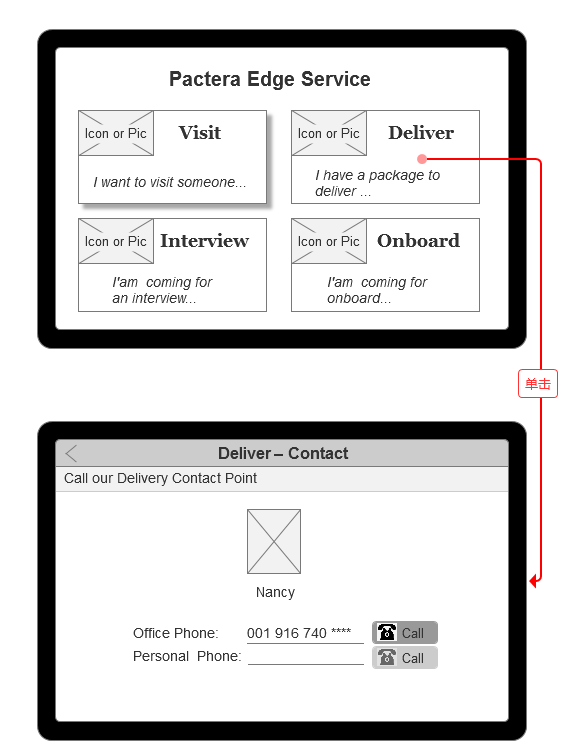 Pactera Edge Service
Icon or Pic
Visit
I want to visit someone...
Icon or Pic
Deliver
I have a package to
deliver ...
Icon or Pic
Interview
I'am  coming for
an interview...
Icon or Pic
Onboard
I'am  coming for
onboard...
单击
Deliver – Contact
Call our Delivery Contact Point
Nancy
Office Phone: 001 916 740 **** Call
Personal  Phone: Call